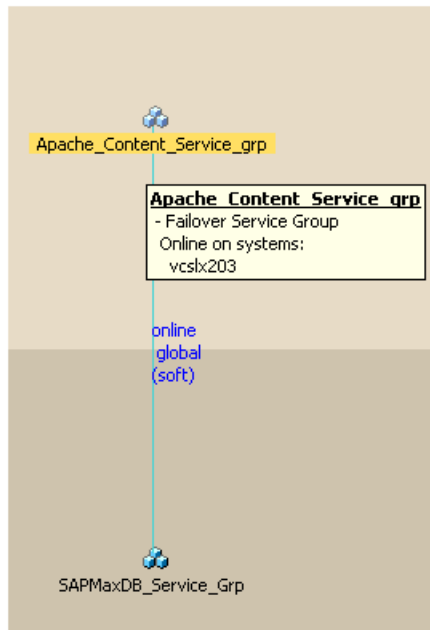 Apache_Content_Service_grp
Apache_Content_Service_grp
- Failover Service Group
Online on systems:
vcslx203
online
global
(soft)
SAPMaxDB_Service_Grp